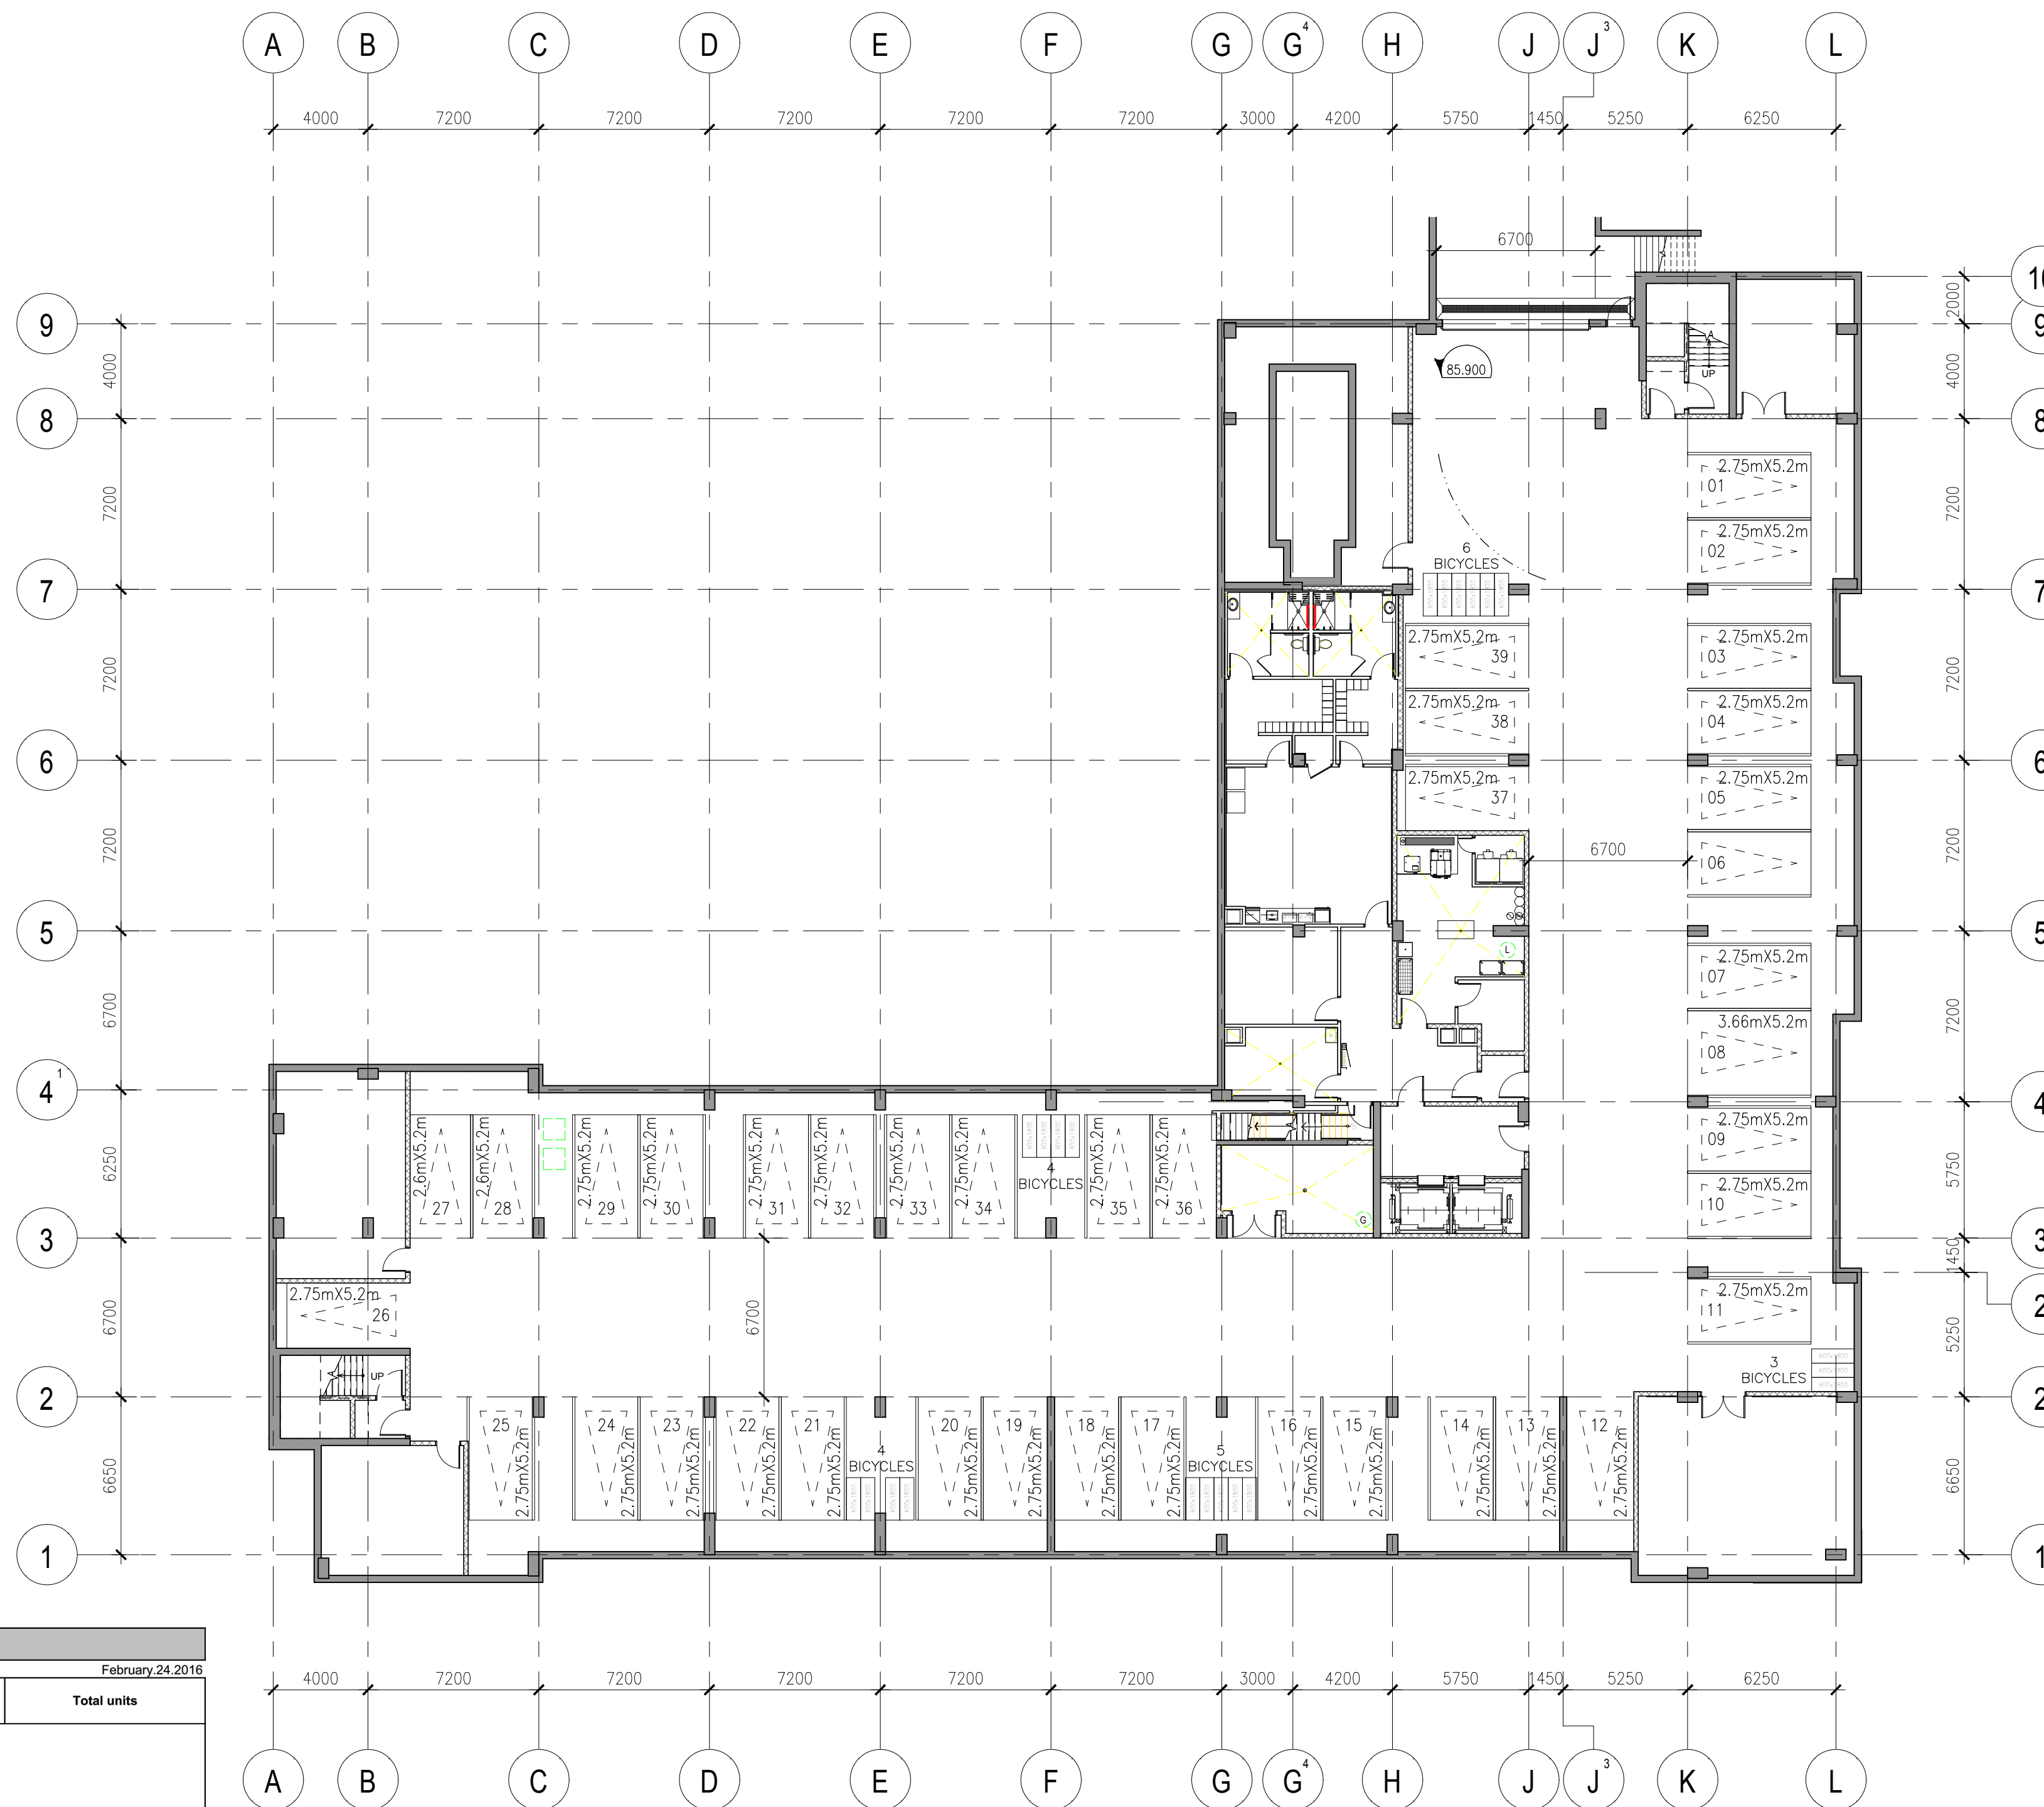 A B C D E F G G4 H J J3 K L
4000 7200 7200 7200 7200 7200 3000 4200 5750 1450 5250 6250
6700
2000
9
4000
4000
85.900
A
UP
8
8
7200
7200
2.75mX5.2m
01
2.75mX5.2m
02
6
BICYCLES
7
7200
7200
2.75mX5.2m
39
2.75mX5.2m
03
2.75mX5.2m
38
2.75mX5.2m
04
6
7200
7200
2.75mX5.2m
37
2.75mX5.2m
05
6700
06
5
6700
7200
L
2.75mX5.2m
07
3.66mX5.2m
08
41
6250
5750
2.6mX5.2m
27
2.6mX5.2m
28
2.75mX5.2m
29
2.75mX5.2m
30
2.75mX5.2m
31
2.75mX5.2m
32
2.75mX5.2m
33
2.75mX5.2m
34
4
BICYCLES
2.75mX5.2m
35
2.75mX5.2m
36
G
2.75mX5.2m
09
2.75mX5.2m
10
3
1450
6700
6700
2.75mX5.2m
26
2.75mX5.2m
11
5250
A
UP
3
BICYCLES
600x1800
600x1800
600x1800
2
6650
6650
25
2.75mX5.2m
24
2.75mX5.2m
23
2.75mX5.2m
22
2.75mX5.2m
21
2.75mX5.2m
4
BICYCLES
20
2.75mX5.2m
19
2.75mX5.2m
18
2.75mX5.2m
17
2.75mX5.2m
5
BICYCLES
16
2.75mX5.2m
15
2.75mX5.2m
14
2.75mX5.2m
13
2.75mX5.2m
12
2.75mX5.2m
1
February.24.2016
Total units
4000 7200 7200 7200 7200 7200 3000 4200 5750 1450 5250 6250
A B C D E F G G4 H J J3 K L